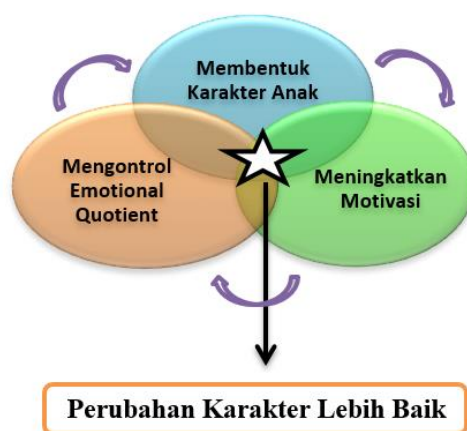 Membentuk
Karakter Anak
Mengontrol
Emotional
Quotient
Meningkatkan
Motivasi
Perubahan Karakter Lebih Baik